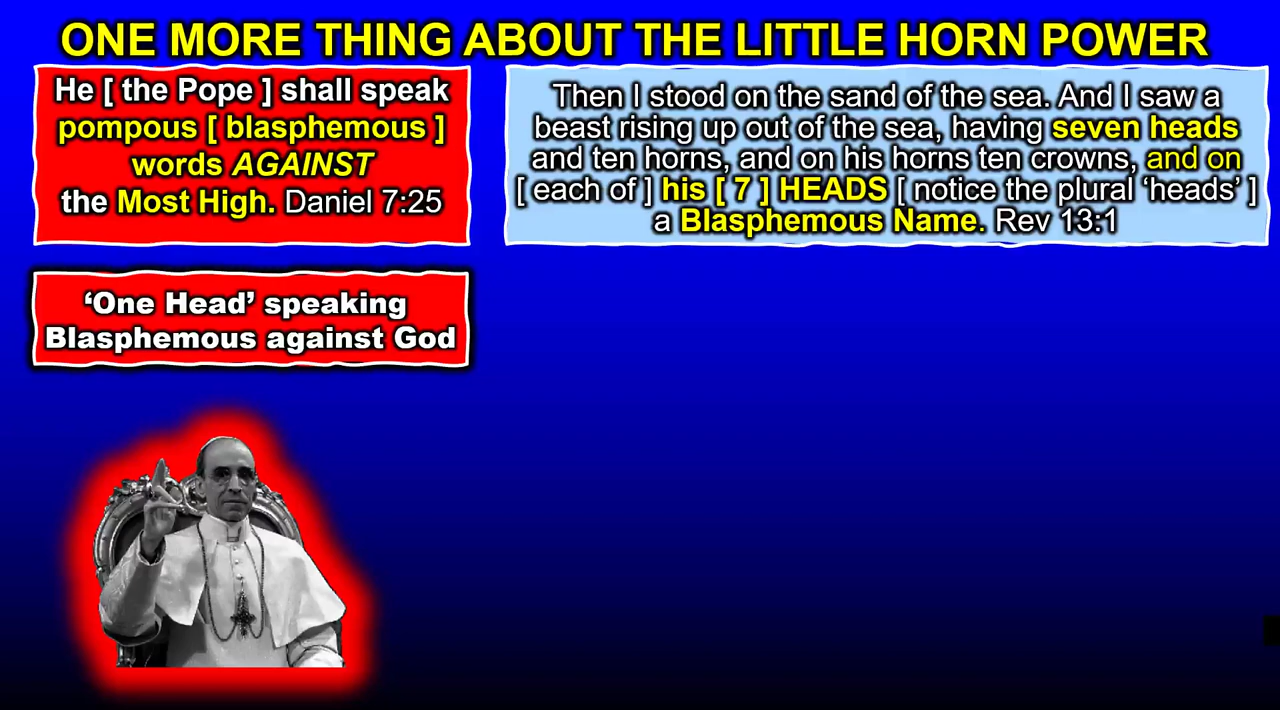 ONE MORE THING ABOUT THE LITTLE HORN POWER
He [ the Pope ] shall speak
pompous [ blasphemous ]
words AGAINST
the Most High. Daniel 7:25
Then I stood on the sand of the sea. And I saw a
beast rising up out of the sea, having seven heads
and ten horns, and on his horns ten crowns, and on
[ each of ] his [ 7 ] HEADS [ notice the plural ‘heads’ ]
a Blasphemous Name. Rev 13:1
‘One Head’ speaking
Blasphemous against God